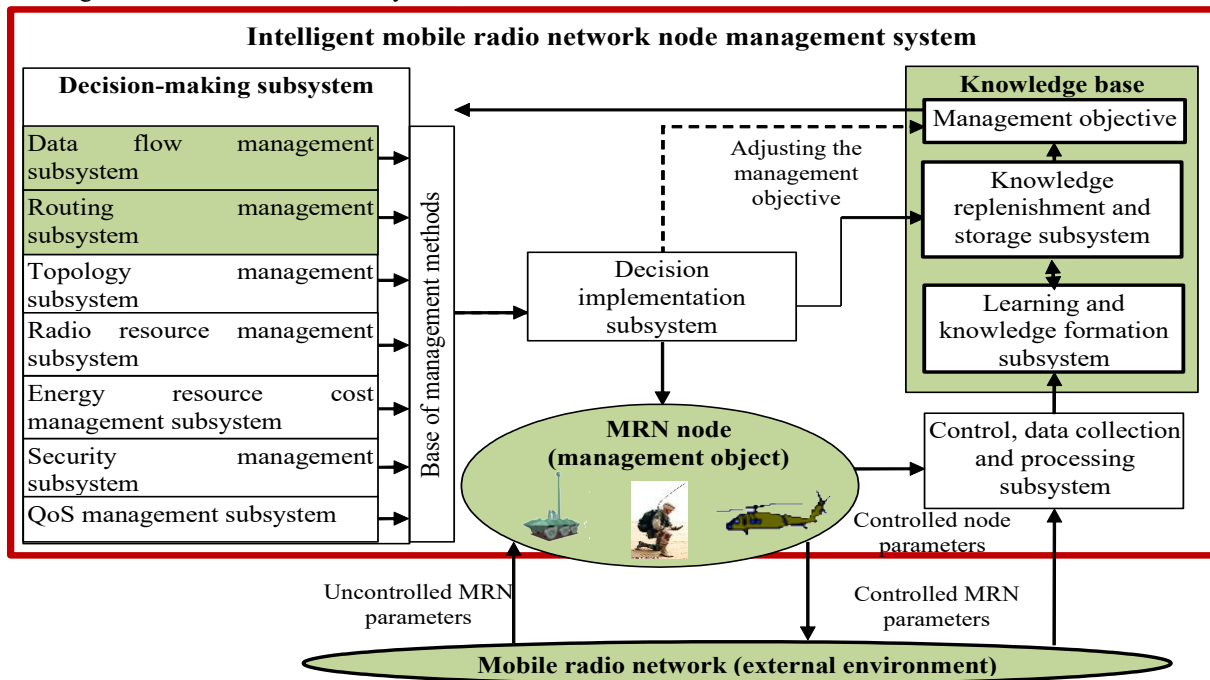 Intelligent mobile radio network node management system
Decision-making subsystem
Data flow management
subsystem
Routing management
subsystem
Topology management
subsystem
Radio resource management
subsystem
Energy resource cost
management subsystem
Security management
subsystem
QoS management subsystem
Base of management methods
Adjusting the
management
objective
Decision
implementation
subsystem
Knowledge base
Management objective
Knowledge
replenishment and
storage subsystem
Learning and
knowledge formation
subsystem
Control, data collection
and processing
subsystem
MRN node
(management object)
Controlled node
parameters
Uncontrolled MRN
parameters
Controlled MRN
parameters
Mobile radio network (external environment)